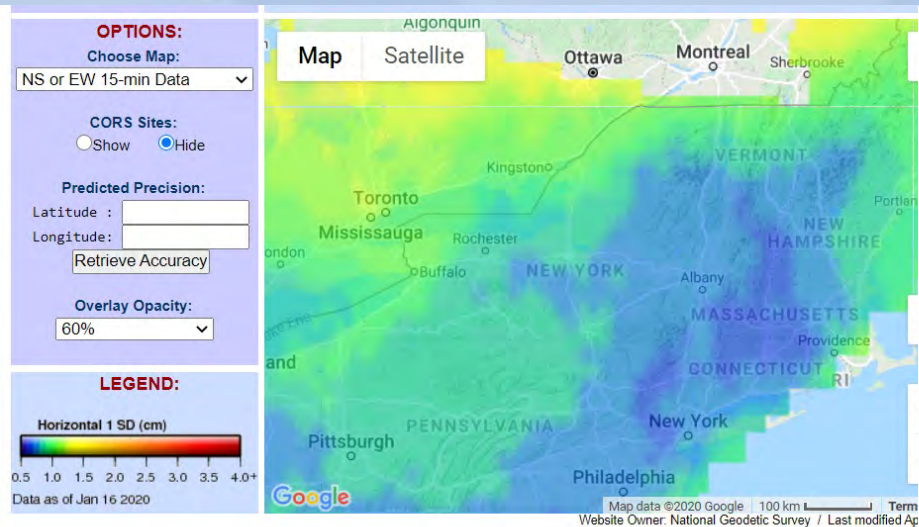 OPTIONS:
Choose Map:
NS or EW 15-min Data
CORS Sites:
Show Hide
Predicted Precision:
Latitude :
Longitude:
Retrieve Accuracy
Overlay Opacity:
60%
LEGEND:
Horizontal 1 SD (cm)
0.5 1.0 1.5 2.0 2.5 3.0 3.5 4.0+
Data as of Jan 16 2020
Algonquin
Map Satellite
Ottawa
Montreal
Sherbrooke
VERMONT
Kingston
Toronto
Portlan
Mississauga
NEW
HAMPSHIRE
Rochester
ondon
Buffalo
NEW YORK
Albany
ke Erie
MASSACHUSETTS
Providence
and
CONNECTICUT
RI
PENNSYLVANIA
New York
Pittsburgh
Philadelphia
Google
Map data ©2020 Google 100 km Term
Website Owner: National Geodetic Survey / Last modified Ap